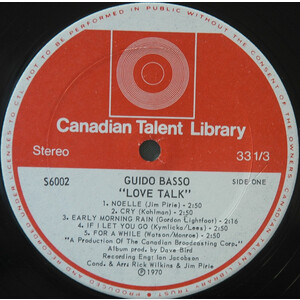 Canadian Talent Library
Stereo
33 1/3
S6002
GUIDO BASSO
SIDE ONE
"LOVE TALK"
1. NOELLE (Jim Pirie) - 2:50
2. CRY (Kohlman) - 2:50
3. EARLY MORNING RAIN (Gordon Lightfoot) - 2:16
4. IF I LET YOU GO (Kymlicka/Lees) - 2:50
5. FOR A WHILE (Watson/Monroe) - 2:50
"A Production Of The Canadian Broadcasting Corp."
Album prod. by Dave-Bird
Recording Eng: Ian Jacobson
Cond. & Arr: Rick Wilkins & Jim Pirie
℗ 1970